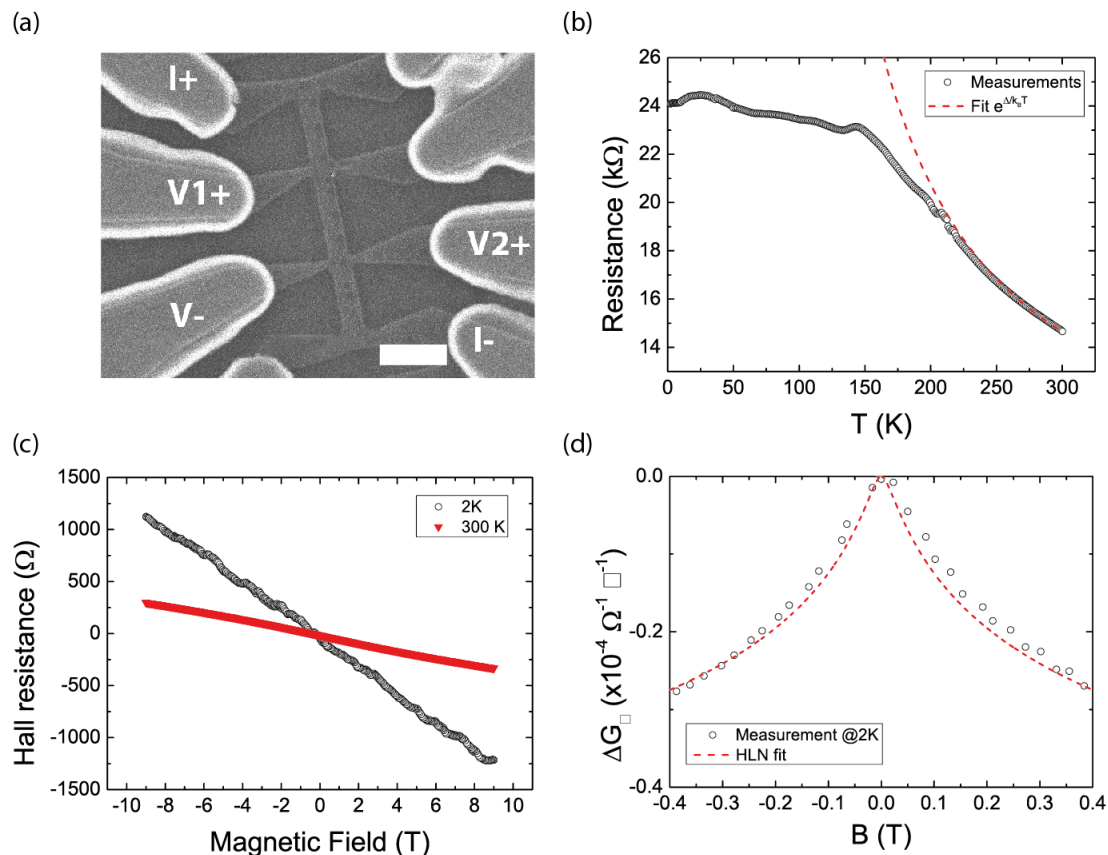 (a)
I+
V1+
V2+
V-
I-
(b)
26
24
22
20
18
16
14
0
50
100
150
200
250
300
Resistance (kΩ)
T (K)
Measurements
Fit e^Δ/k_BT
(c)
1500
1000
500
0
-500
-1000
-1500
-10
-8
-6
-4
-2
0
2
4
6
8
10
Hall resistance (Ω)
Magnetic Field (T)
2K
300 K
(d)
0.0
-0.2
-0.4
-0.4
-0.3
-0.2
-0.1
0.0
0.1
0.2
0.3
0.4
ΔG□ (x10⁻⁴ Ω⁻¹ □⁻¹)
B (T)
Measurement @2K
HLN fit